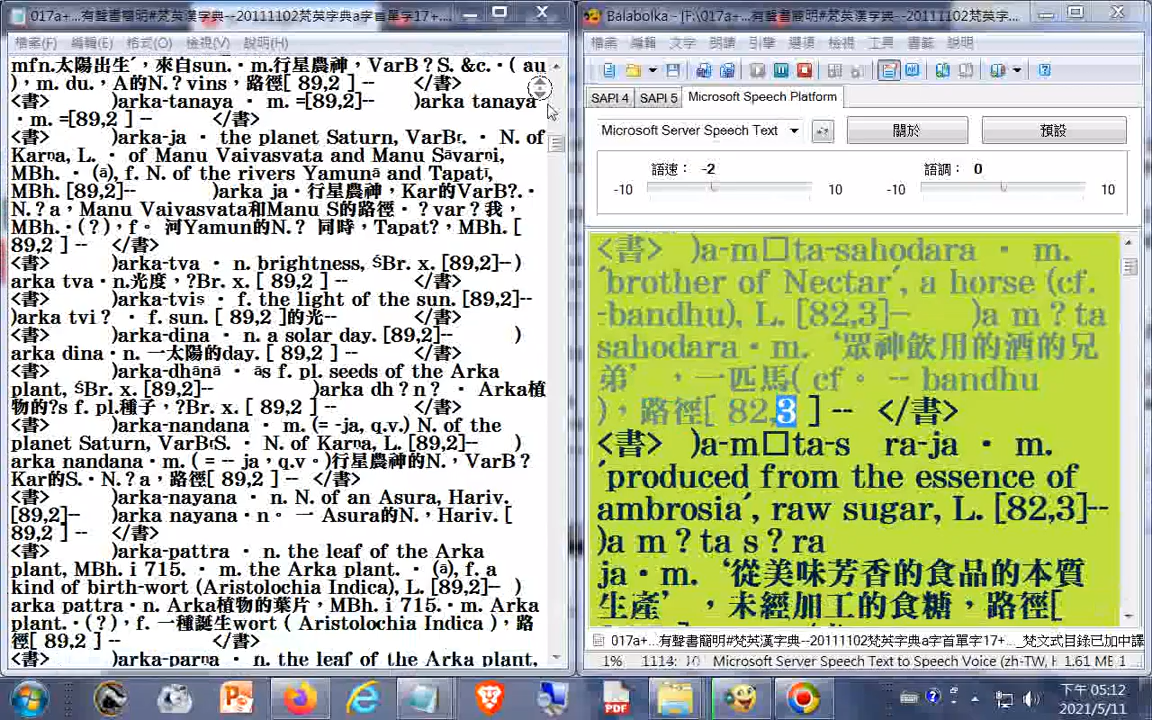 017a+...有聲書簡明#梵英漢字典--20111102梵英字典a字首單字17+...
檔案(F) 編輯(E) 格式(O) 檢視(V) 說明(H)
mfn.太陽出生ˊ，來自sun.‧m.行星農神，VarB？S. &c.‧( au
)，m. du., A的N.？vins，路徑[ 89,2 ] -- </書>
<書> )arka-tanaya ‧ m. =[89,2]-- )arka tanaya
‧m. =[89,2 ] -- </書>
<書> )arka-ja ‧ the planet Saturn, VarBṛ. ‧ N. of
Karṇa, L. ‧ of Manu Vaivasvata and Manu Sāvarṇi,
MBh. ‧ (ā), f. N. of the rivers Yamunā and Tapatī,
MBh. [89,2]-- )arka ja‧行星農神，Kar的VarB?.‧
N.？a，Manu Vaivasvata和Manu S的路徑‧？var？我，
MBh.‧(？)，f。河Yamun的N.？ 同時，Tapat?，MBh. [
89,2 ] -- </書>
<書> )arka-tva ‧ n. brightness, ŚBr. x. [89,2]--)
arka tva‧n.光度，?Br. x. [ 89,2 ] -- </書>
<書> )arka-tviṣ ‧ f. the light of the sun. [89,2]--
)arka tvi？ ‧ f. sun. [ 89,2 ]的光-- </書>
<書> )arka-dina ‧ n. a solar day. [89,2]-- )
arka dina‧n. 一太陽的day. [ 89,2 ] -- </書>
<書> )arka-dhānā ‧ ās f. pl. seeds of the Arka
plant, ŚBr. x. [89,2]-- )arka dh？n？‧ Arka植
物的?s f. pl.種子，?Br. x. [ 89,2 ] -- </書>
<書> )arka-nandana ‧ m. (= -ja, q.v.) N. of the
planet Saturn, VarBṛS. ‧ N. of Karṇa, L. [89,2]-- )
arka nandana‧m. ( = -- ja，q.v。)行星農神的N.，VarB？
Kar的S.‧N.？a，路徑[ 89,2 ] -- </書>
<書> )arka-nayana ‧ n. N. of an Asura, Hariv.
[89,2]-- )arka nayana‧n。一 Asura的N.，Hariv. [
89,2 ] -- </書>
<書> )arka-pattra ‧ n. the leaf of the Arka
plant, MBh. i 715. ‧ m. the Arka plant. ‧ (ā), f. a
kind of birth-wort (Aristolochia Indica), L. [89,2]-- )
arka pattra‧n. Arka植物的葉片，MBh. i 715.‧m. Arka
plant.‧(？)，f. 一種誕生wort ( Aristolochia Indica )，路
徑[ 89,2 ] -- </書>
<書> )arka-parṇa ‧ n. the leaf of the Arka plant,
Balabolka - [F:\017a+...有聲書簡明#梵英漢字典--20111102梵英字...
檔案 編輯 文字 朗讀 引擎 選項 檢視 工具 書籤 說明
SAPI 4 SAPI 5 Microsoft Speech Platform
Microsoft Server Speech Text 關於 預設
語速： -2 語調： 0
-10 10 -10 10
<書> )a-m□ta-sahodara ‧ m.
ˊbrother of Nectarˊ, a horse (cf.
-bandhu), L. [82,3]-- )a m？ta
sahodara‧m.‘眾神飲用的酒的兄
弟’，一匹馬( cf。-- bandhu
)，路徑[ 82,3 ] -- </書>
<書> )a-m□ta-s ra-ja ‧ m.
ˊproduced from the essence of
ambrosiaˊ, raw sugar, L. [82,3]--
)a m？ta s？ra
ja‧m.‘從美味芳香的食品的本質
生產’，未經加工的食糖，路徑[
017a+...有聲書簡明#梵英漢字典--20111102梵英字典a字首單字17+..._梵文式目錄已加中譯
1% 1114: 10 Microsoft Server Speech Text to Speech Voice (zh-TW, H 1.61 MB
下午 05:12
2021/5/11